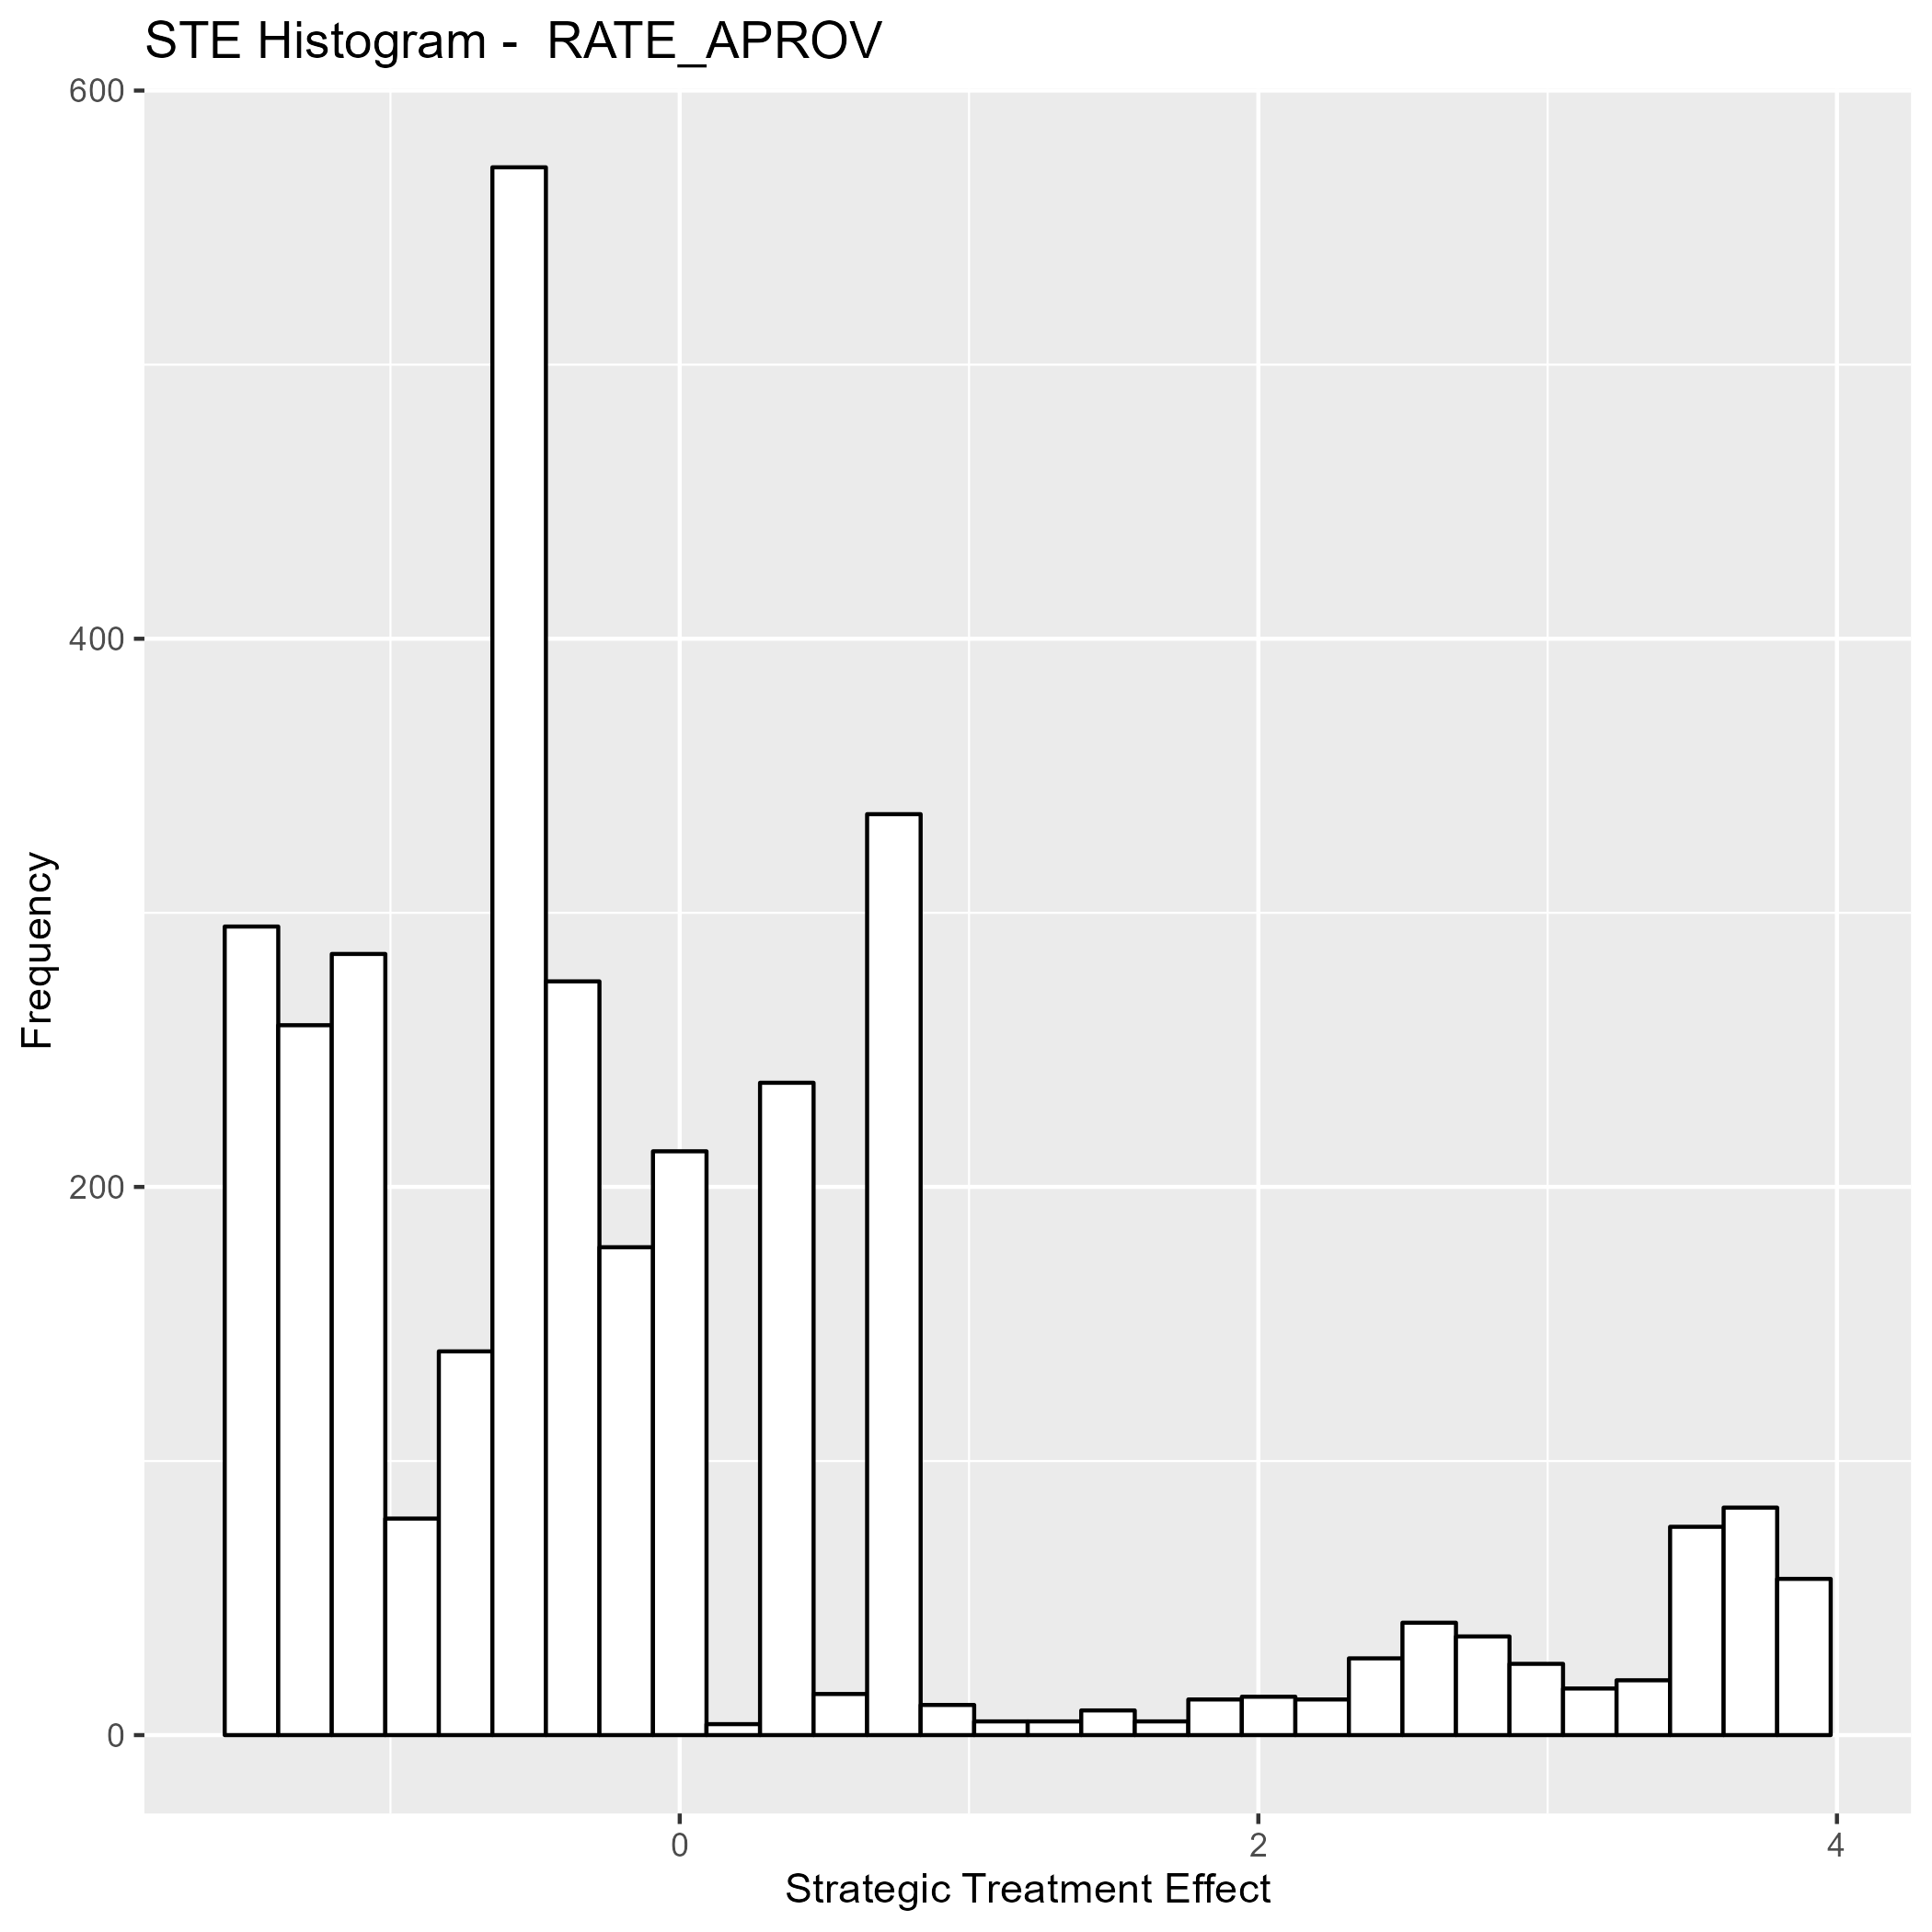 STE Histogram -  RATE_APROV
600
400
200
0
Frequency
0
2
4
Strategic Treatment Effect